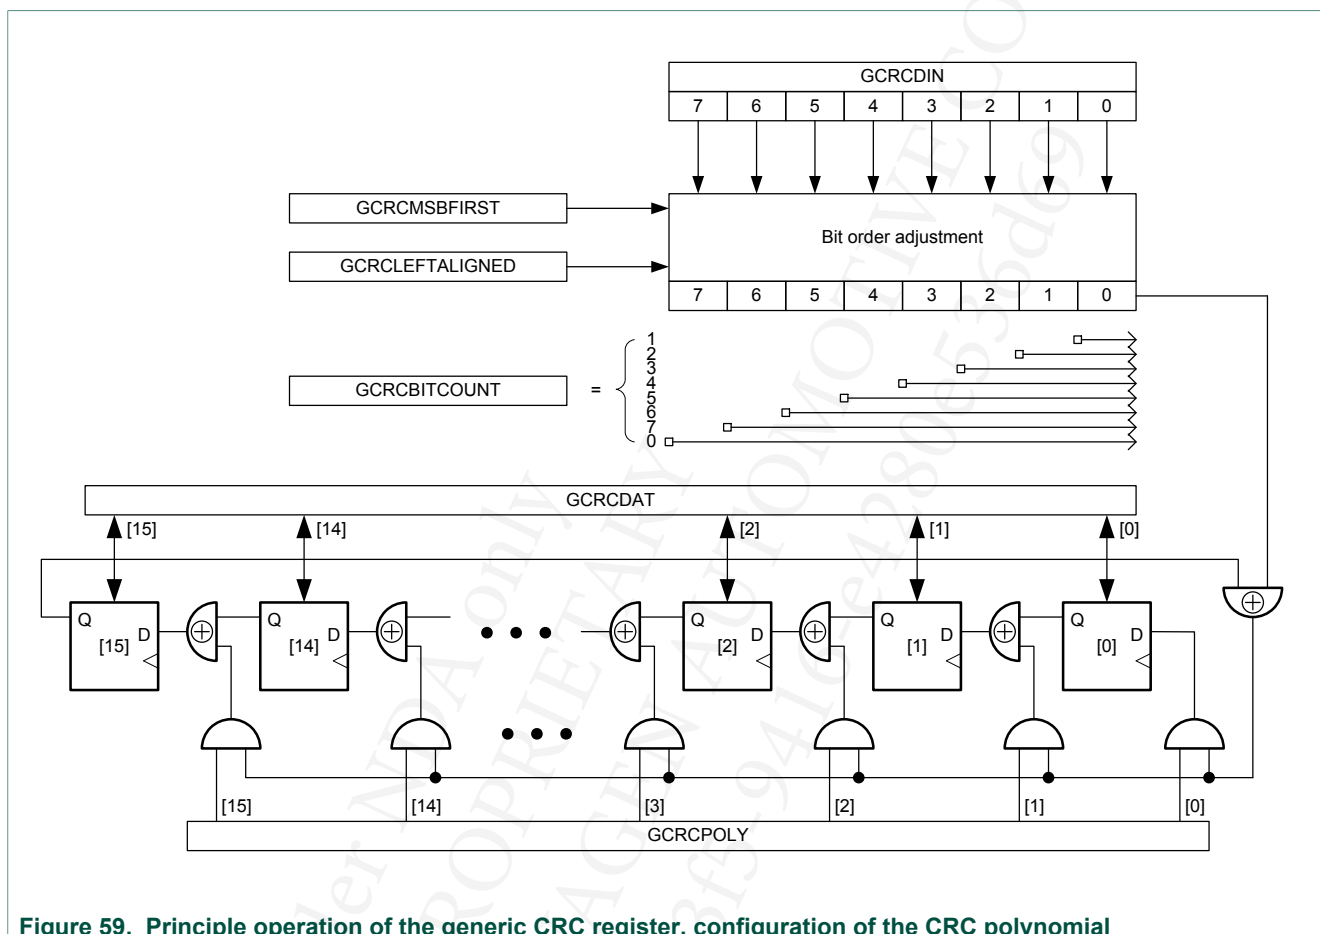 GCRCDIN
7 6 5 4 3 2 1 0
GCRCMSBFIRST
Bit order adjustment
GCRCLEFTALIGNED
7 6 5 4 3 2 1 0
1
2
3
GCRCBITCOUNT = 4
5
6
7
0
GCRCDAT
[15] [14] [2] [1] [0]
Q D Q D Q D Q D Q D
[15] [14] [2] [1] [0]
[15] [14] [3] [2] [1] [0]
GCRCPOLY
Figure 59. Principle operation of the generic CRC register, configuration of the CRC polynomial